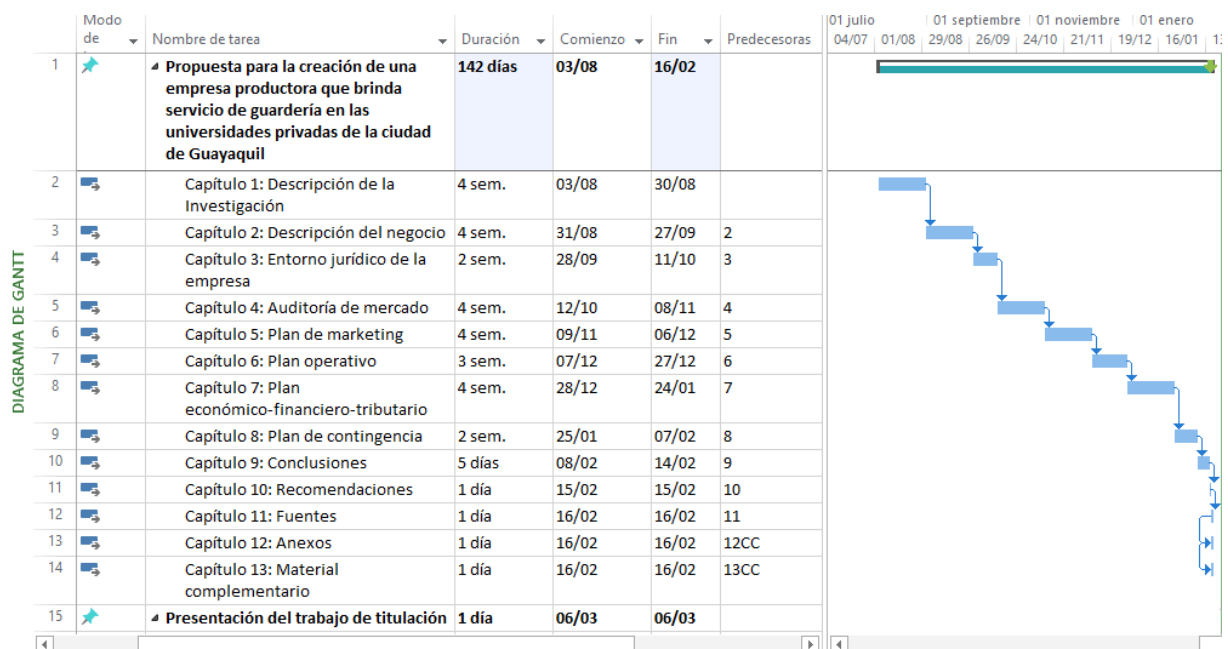 DIAGRAMA DE GANTT
Modo
de
Nombre de tarea Duración Comienzo Fin Predecesoras
01 julio 01 septiembre 01 noviembre 01 enero
04/07 01/08 29/08 26/09 24/10 21/11 19/12 16/01 13
1 Propuesta para la creación de una 142 días 03/08 16/02
empresa productora que brinda
servicio de guardería en las
universidades privadas de la ciudad
de Guayaquil
2 Capítulo 1: Descripción de la 4 sem. 03/08 30/08
Investigación
3 Capítulo 2: Descripción del negocio 4 sem. 31/08 27/09 2
4 Capítulo 3: Entorno jurídico de la 2 sem. 28/09 11/10 3
empresa
5 Capítulo 4: Auditoría de mercado 4 sem. 12/10 08/11 4
6 Capítulo 5: Plan de marketing 4 sem. 09/11 06/12 5
7 Capítulo 6: Plan operativo 3 sem. 07/12 27/12 6
8 Capítulo 7: Plan 4 sem. 28/12 24/01 7
económico-financiero-tributario
9 Capítulo 8: Plan de contingencia 2 sem. 25/01 07/02 8
10 Capítulo 9: Conclusiones 5 días 08/02 14/02 9
11 Capítulo 10: Recomendaciones 1 día 15/02 15/02 10
12 Capítulo 11: Fuentes 1 día 16/02 16/02 11
13 Capítulo 12: Anexos 1 día 16/02 16/02 12CC
14 Capítulo 13: Material 1 día 16/02 16/02 13CC
complementario
15 Presentación del trabajo de titulación 1 día 06/03 06/03